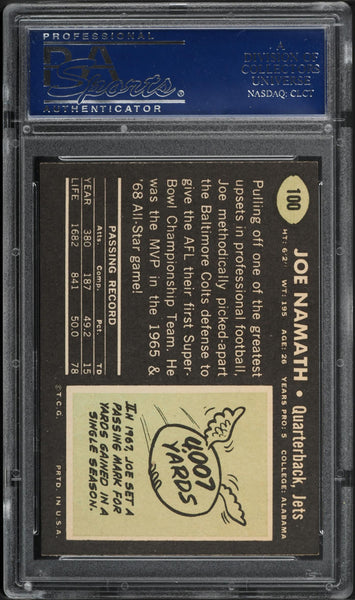 PROFESSIONAL
PSA
Sports
®
AUTHENTICATOR
A
DIVISION OF
COLLECTORS
UNIVERSE
NASDAQ: CLCT
100
JOE NAMATH • Quarterback, Jets
HT: 6'2" WT: 195 AGE: 26 YEARS PRO: 5 COLLEGE: ALABAMA
Pulling off one of the greatest
upsets in professional football,
Joe methodically picked-apart
the Baltimore Colts defense to
give the AFL their first Super-
Bowl Championship Team. He
was the MVP in the 1965 &
'68 All-Star game!
PASSING RECORD
Atts. Comp. Pct. TD
YEAR 380 187 49.2 15
LIFE 1682 841 50.0 78
4,007
YARDS
IN 1967, JOE SET A
PASSING MARK FOR
YARDS GAINED IN A
SINGLE SEASON.
© T.C.G. PRTD. IN U.S.A.